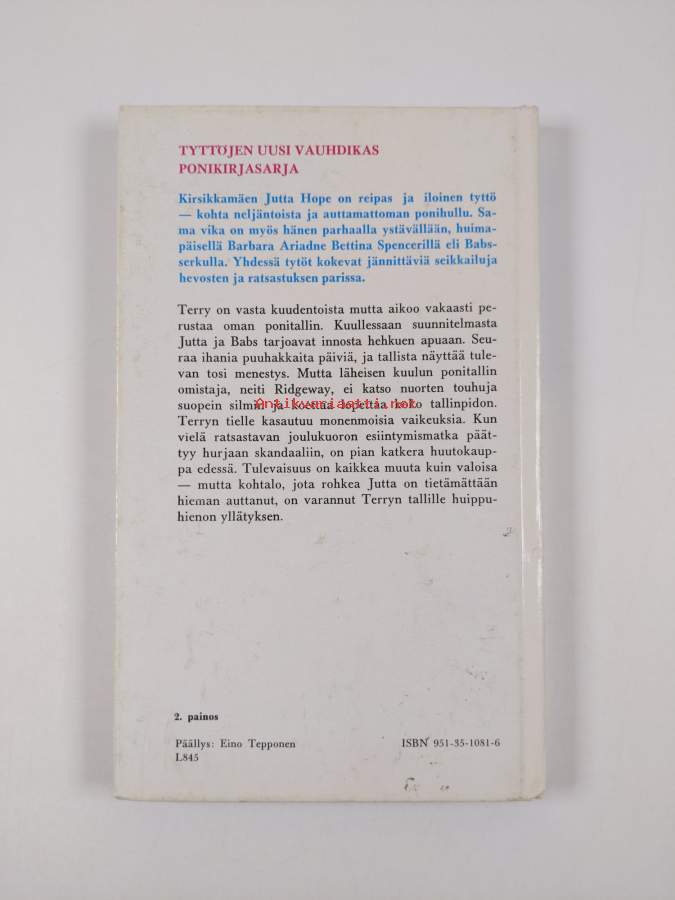 TYTTÖJEN UUSI VAUHDIKAS
PONIKIRJASARJA
Kirsikkamäen Jutta Hope on reipas ja iloinen tyttö
— kohta neljäntoista ja auttamattoman ponihullu. Sa-
ma vika on myös hänen parhaalla ystävällään, huima-
päisellä Barbara Ariadne Bettina Spencerillä eli Babs-
serkulla. Yhdessä tytöt kokevat jännittäviä seikkailuja
hevosten ja ratsastuksen parissa.
Terry on vasta kuudentoista mutta aikoo vakaasti pe-
rustaa oman ponitallin. Kuullessaan suunnitelmasta
Jutta ja Babs tarjoavat innosta hehkuen apuaan. Seu-
raa ihania puuhakkaita päiviä, ja tallista näyttää tule-
van tosi menestys. Mutta läheisen kuulun ponitallin
omistaja, neiti Ridgeway, ei katso nuorten touhuja
suopein silmin ja koettaa lopettaa koko tallinpidon.
Antikvariaatti.net
Terryn tielle kasautuu monenmoisia vaikeuksia. Kun
vielä ratsastavan joulukuoron esiintymismatka päät-
tyy hurjaan skandaaliin, on pian katkera huutokaup-
pa edessä. Tulevaisuus on kaikkea muuta kuin valoisa
— mutta kohtalo, jota rohkea Jutta on tietämättään
hieman auttanut, on varannut Terryn tallille huippu-
hienon yllätyksen.
2. painos
Päällys: Eino Tepponen
ISBN 951-35-1081-6
L845